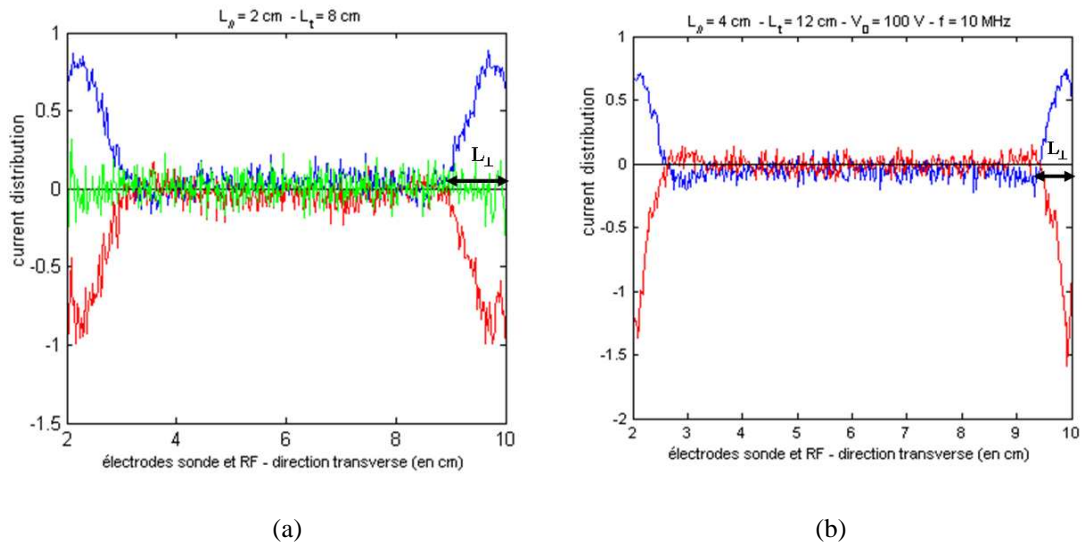 L// = 2 cm - Lt = 8 cm
current distribution
1
0.5
0
-0.5
-1
-1.5
2 4 6 8 10
L⊥
électrodes sonde et RF - direction transverse (en cm)
(a)
L// = 4 cm - Lt = 12 cm - V0 = 100 V - f = 10 MHz
current distribution
1
0.5
0
-0.5
-1
-1.5
-2
2 3 4 5 6 7 8 9 10
L⊥
électrodes sonde et RF - direction transverse (en cm)
(b)